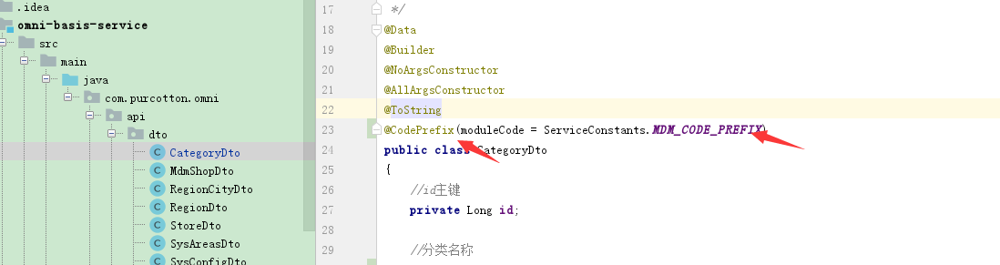 .idea
omni-basis-service
src
main
java
com.purcotton.omni
api
dto
CategoryDto
MdmShopDto
RegionCityDto
RegionDto
StoreDto
SysAreasDto
SysConfigDto
17 */
18 @Data
19 @Builder
20 @NoArgsConstructor
21 @AllArgsConstructor
22 @ToString
23 @CodePrefix(moduleCode = ServiceConstants.MDM_CODE_PREFIX)
24 public class CategoryDto
25 {
26 //id主键
27 private Long id;
28
29 //分类名称